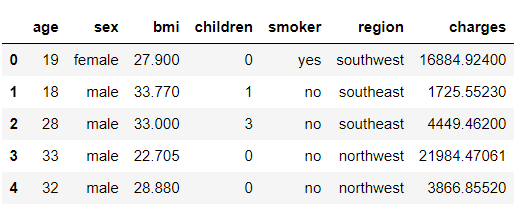 age sex bmi children smoker region charges
0 19 female 27.900 0 yes southwest 16884.92400
1 18 male 33.770 1 no southeast 1725.55230
2 28 male 33.000 3 no southeast 4449.46200
3 33 male 22.705 0 no northwest 21984.47061
4 32 male 28.880 0 no northwest 3866.85520